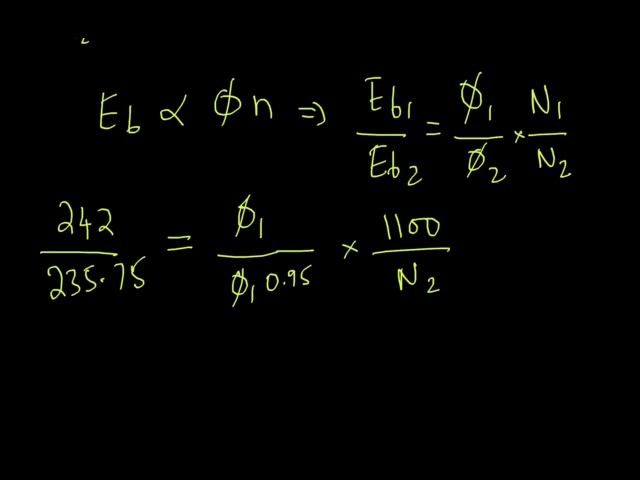 Eb ∝ ϕn ⇒ Eb1/Eb2 = ϕ1/ϕ2 × N1/N2
242/235.75 = ϕ1/ϕ1 0.95 × 1100/N2